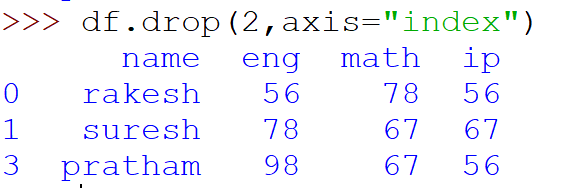 >>> df.drop(2,axis="index")
name eng math ip
0 rakesh 56 78 56
1 suresh 78 67 67
3 pratham 98 67 56